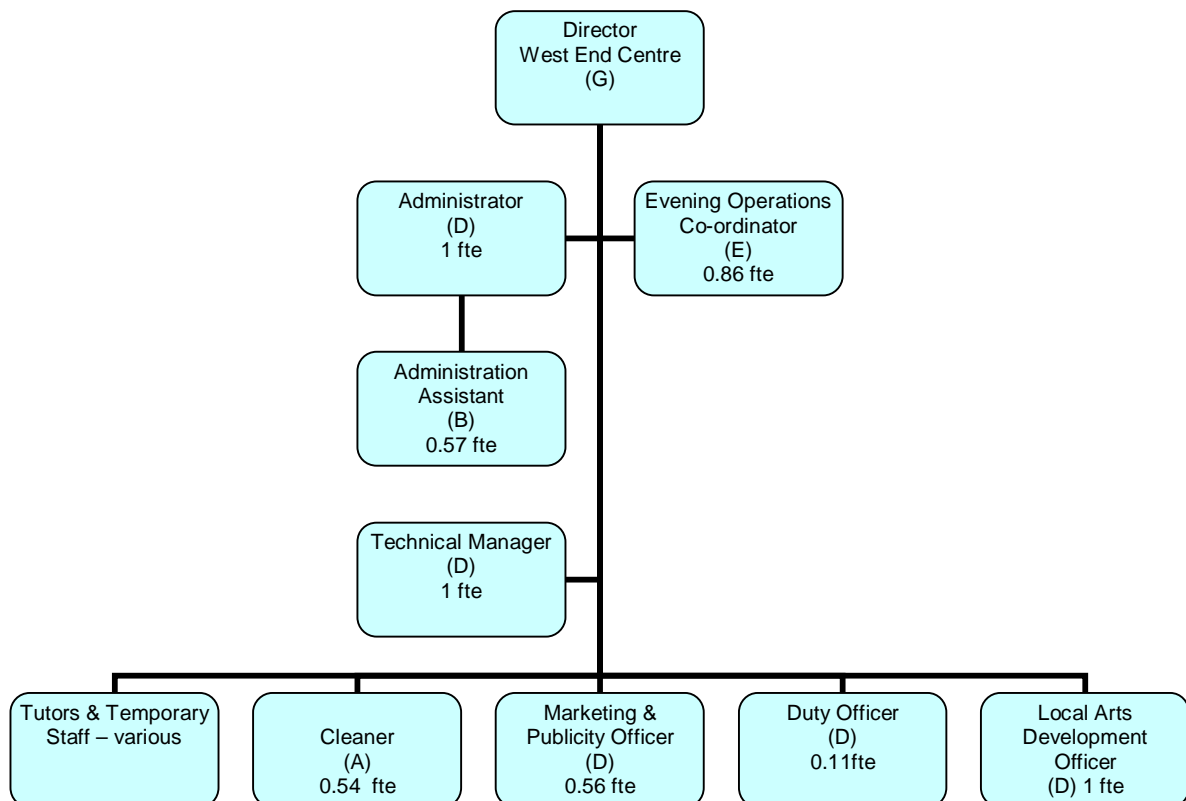 Director
West End Centre
(G)
Administrator
(D)
1 fte
Evening Operations
Co-ordinator
(E)
0.86 fte
Administration
Assistant
(B)
0.57 fte
Technical Manager
(D)
1 fte
Tutors & Temporary
Staff – various
Cleaner
(A)
0.54 fte
Marketing &
Publicity Officer
(D)
0.56 fte
Duty Officer
(D)
0.11fte
Local Arts
Development
Officer
(D) 1 fte